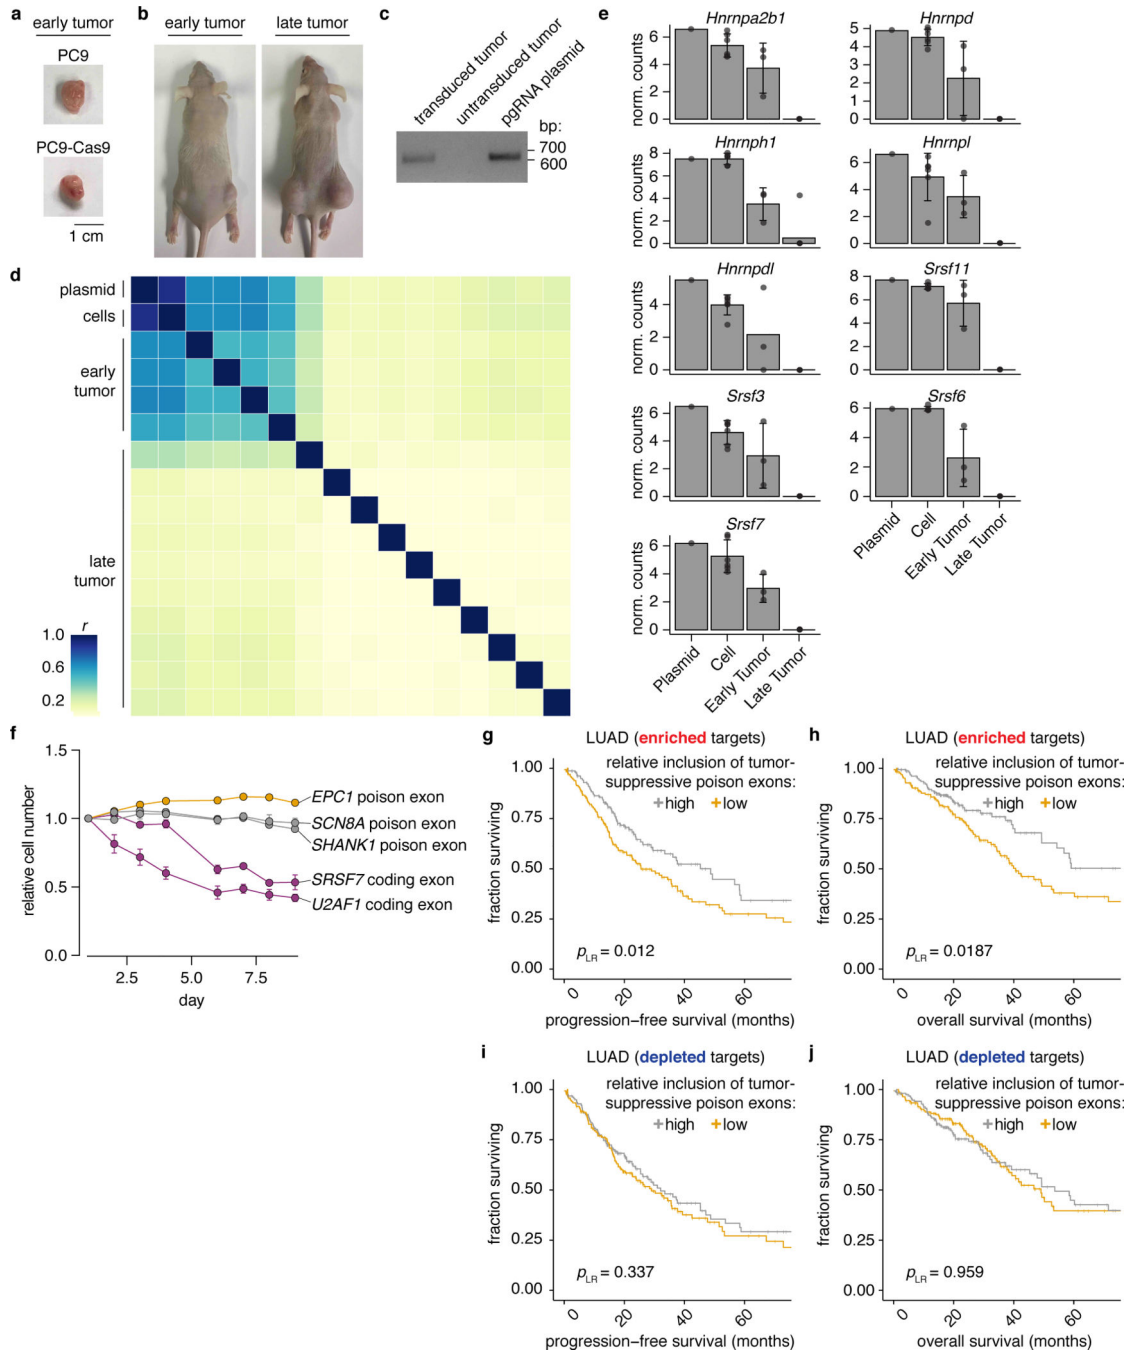 a
early tumor
PC9
PC9-Cas9
1 cm
b
early tumor
late tumor
c
transduced tumor
untransduced tumor
pgRNA plasmid
bp:
700
600
d
plasmid
cells
early
tumor
late
tumor
r
1.0
0.6
0.2
e
Hnrnpa2b1
norm. counts
6
4
2
0
Hnrnpd
norm. counts
5
4
3
2
1
0
Hnrnph1
norm. counts
8
6
4
2
0
Hnrnpl
norm. counts
6
4
2
0
Hnrnpdl
norm. counts
4
2
0
Srsf11
norm. counts
8
6
4
2
0
Srsf3
norm. counts
6
4
2
0
Srsf6
norm. counts
6
4
2
0
Plasmid
Cell
Early Tumor
Late Tumor
Srsf7
norm. counts
6
4
2
0
Plasmid
Cell
Early Tumor
Late Tumor
f
relative cell number
1.5
1.0
0.5
0.0
2.5
5.0
7.5
day
EPC1 poison exon
SCN8A poison exon
SHANK1 poison exon
SRSF7 coding exon
U2AF1 coding exon
g
LUAD (enriched targets)
relative inclusion of tumor-
suppressive poison exons:
high low
fraction surviving
1.00
0.75
0.50
0.25
0.00
pLR = 0.012
0
20
40
60
progression-free survival (months)
h
LUAD (enriched targets)
relative inclusion of tumor-
suppressive poison exons:
high low
fraction surviving
1.00
0.75
0.50
0.25
0.00
pLR = 0.0187
0
20
40
60
overall survival (months)
i
LUAD (depleted targets)
relative inclusion of tumor-
suppressive poison exons:
high low
fraction surviving
1.00
0.75
0.50
0.25
0.00
pLR = 0.337
0
20
40
60
progression-free survival (months)
j
LUAD (depleted targets)
relative inclusion of tumor-
suppressive poison exons:
high low
fraction surviving
1.00
0.75
0.50
0.25
0.00
pLR = 0.959
0
20
40
60
overall survival (months)